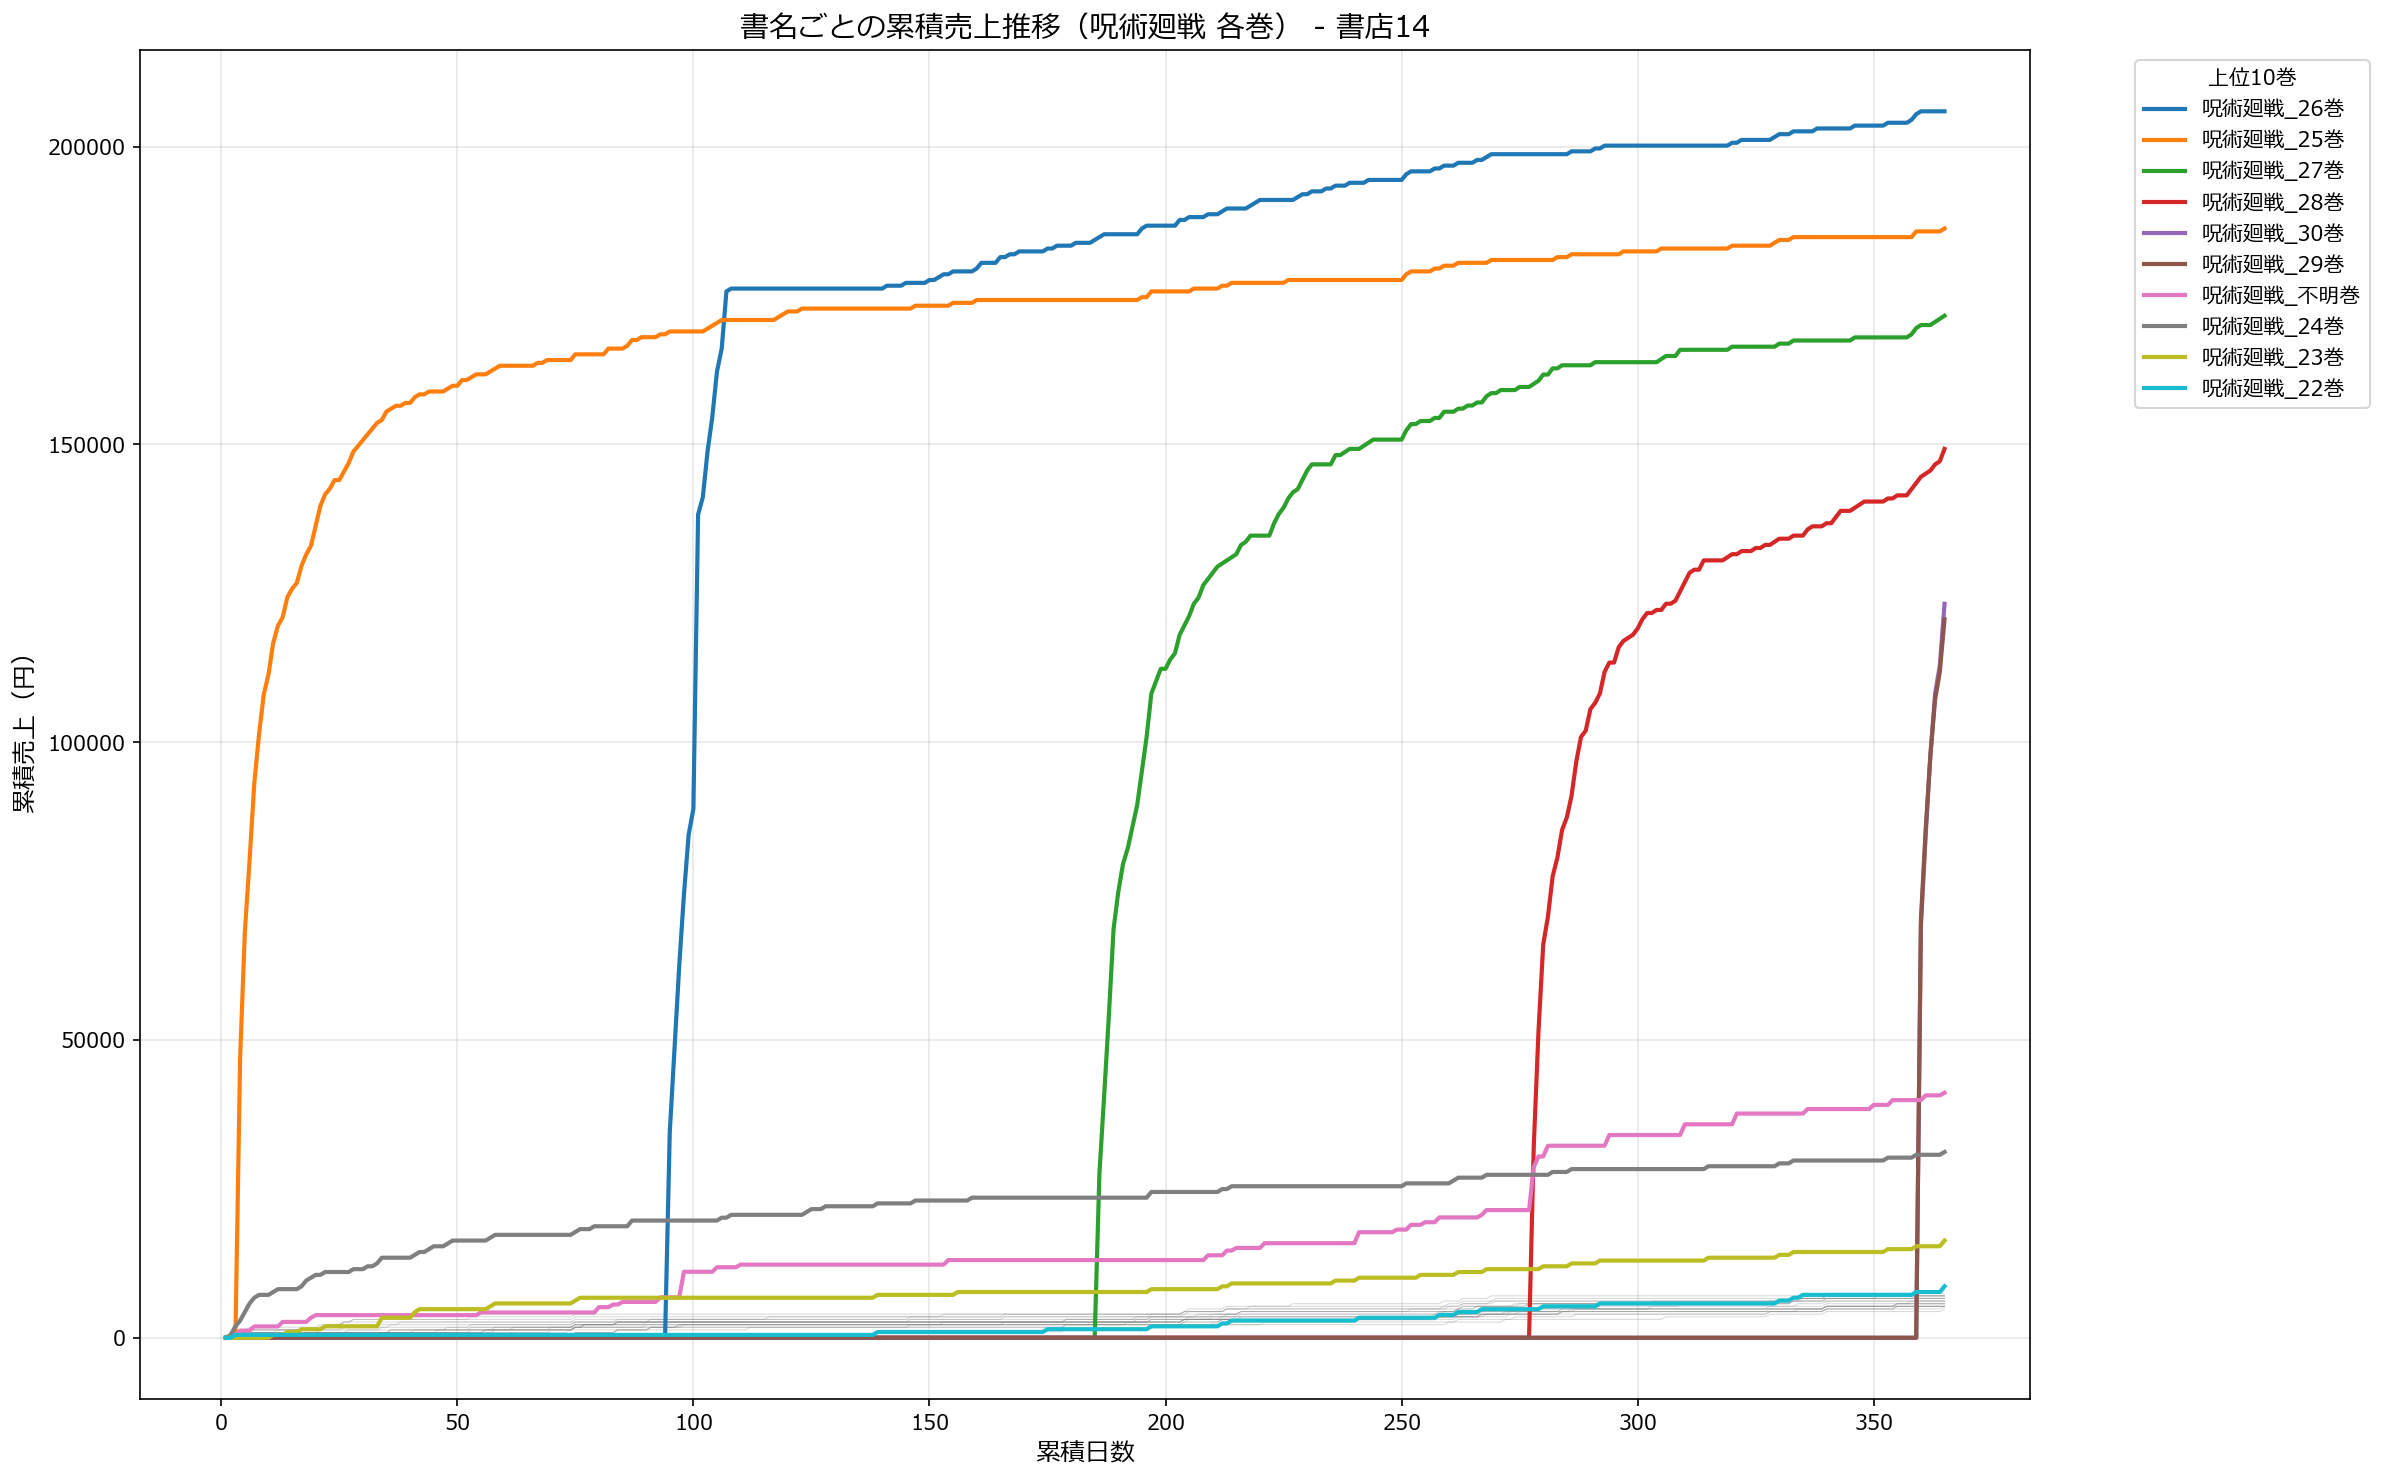 書名ごとの累積売上推移（呪術廻戦 各巻） - 書店14
上位10巻
呪術廻戦_26巻
呪術廻戦_25巻
呪術廻戦_27巻
呪術廻戦_28巻
呪術廻戦_30巻
呪術廻戦_29巻
呪術廻戦_不明巻
呪術廻戦_24巻
呪術廻戦_23巻
呪術廻戦_22巻
累積売上（円）
200000
150000
100000
50000
0
0 50 100 150 200 250 300 350
累積日数